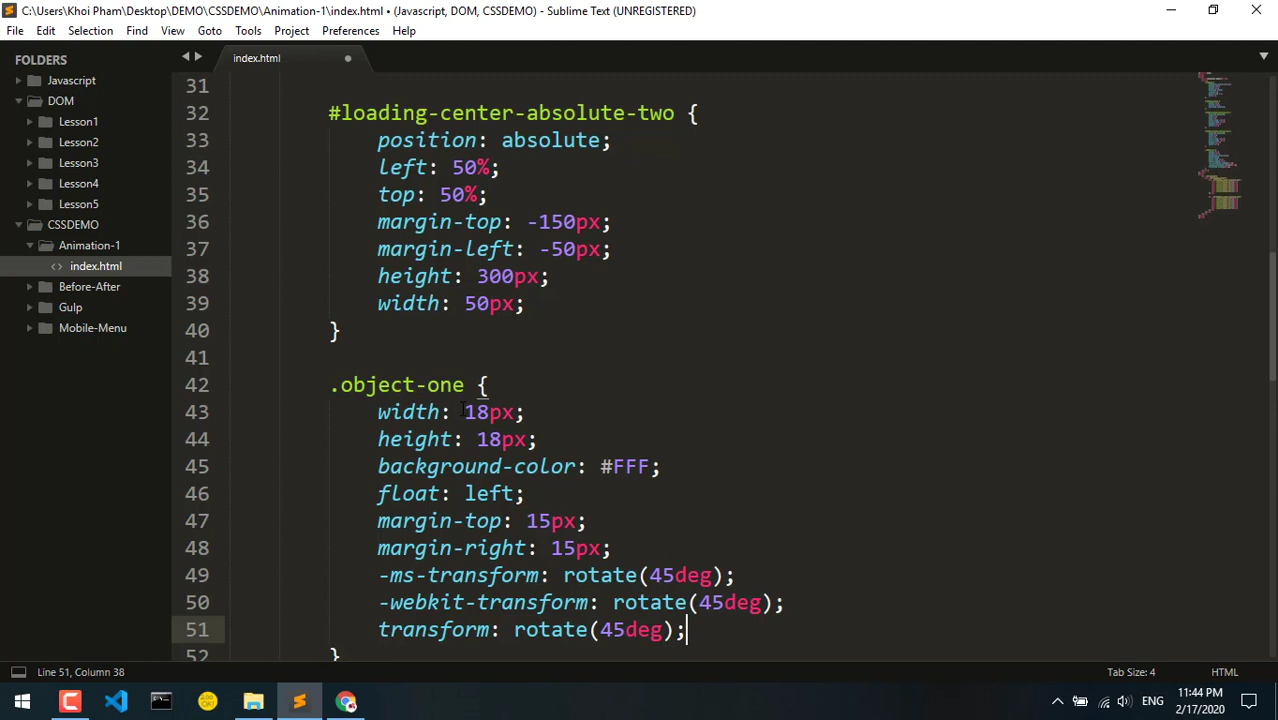 C:\Users\Khoi Pham\Desktop\DEMO\CSSDEMO\Animation-1\index.html • (Javascript, DOM, CSSDEMO) - Sublime Text (UNREGISTERED)
File Edit Selection Find View Goto Tools Project Preferences Help
FOLDERS
Javascript
DOM
Lesson1
Lesson2
Lesson3
Lesson4
Lesson5
CSSDEMO
Animation-1
index.html
Before-After
Gulp
Mobile-Menu
index.html
31
32 #loading-center-absolute-two {
33 position: absolute;
34 left: 50%;
35 top: 50%;
36 margin-top: -150px;
37 margin-left: -50px;
38 height: 300px;
39 width: 50px;
40 }
41
42 .object-one {
43 width: 18px;
44 height: 18px;
45 background-color: #FFF;
46 float: left;
47 margin-top: 15px;
48 margin-right: 15px;
49 -ms-transform: rotate(45deg);
50 -webkit-transform: rotate(45deg);
51 transform: rotate(45deg);
52 }
Line 51, Column 38 Tab Size: 4 HTML
ENG
11:44 PM
2/17/2020